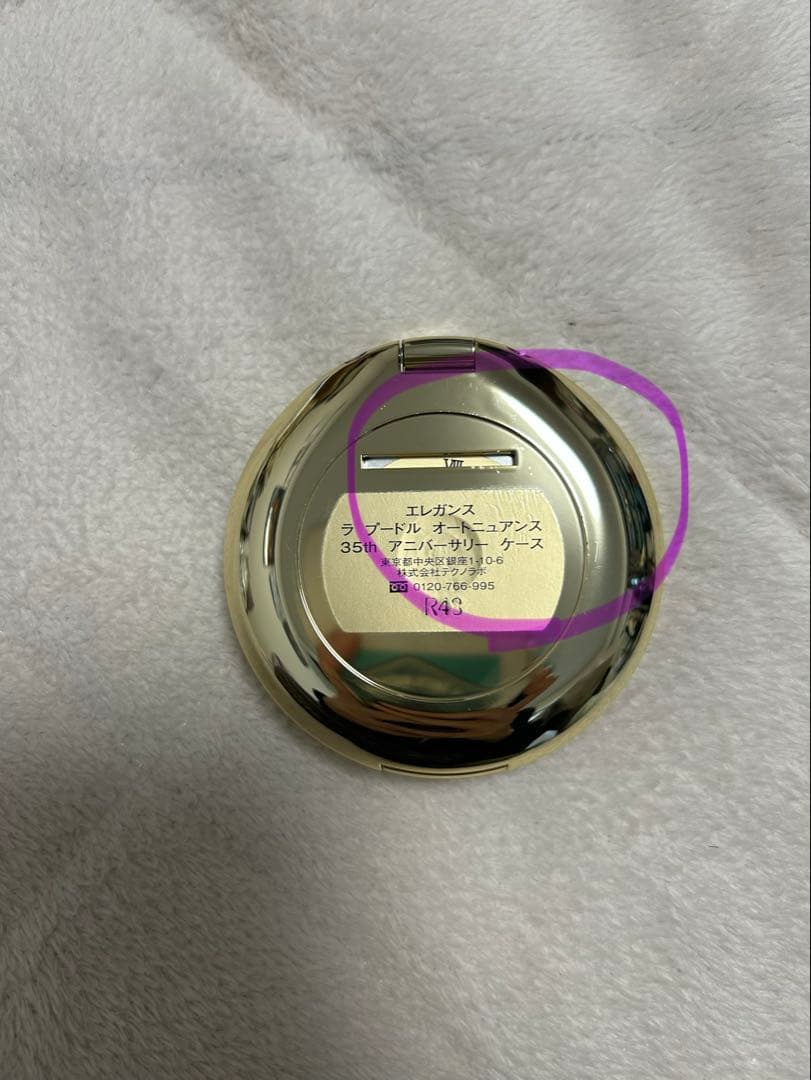 VIII
エレガンス
ラ プードル オートニュアンス
35th アニバーサリー ケース
東京都中央区銀座1-10-6
株式会社テクノラボ
0120-766-995
R43